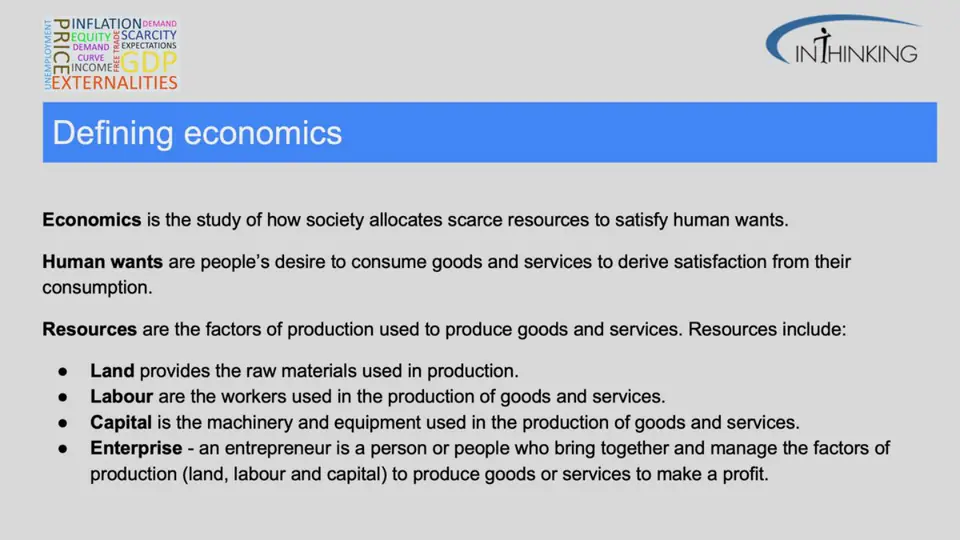 UNEMPLOYMENT
PRICE
INFLATION
DEMAND
EQUITY
SCARCITY
DEMAND
EXPECTATIONS
CURVE
FREE TRADE
GDP
INCOME
EXTERNALITIES
INTHINKING
Defining economics
Economics is the study of how society allocates scarce resources to satisfy human wants.
Human wants are people’s desire to consume goods and services to derive satisfaction from their
consumption.
Resources are the factors of production used to produce goods and services. Resources include:
● Land provides the raw materials used in production.
● Labour are the workers used in the production of goods and services.
● Capital is the machinery and equipment used in the production of goods and services.
● Enterprise - an entrepreneur is a person or people who bring together and manage the factors of
production (land, labour and capital) to produce goods or services to make a profit.